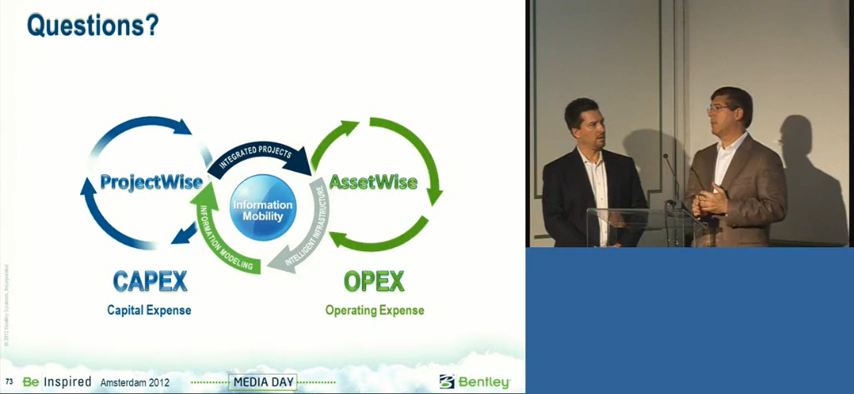 Questions?
ProjectWise
INTEGRATED PROJECTS
Information
Mobility
INFORMATION MODELING
INTELLIGENT INFRASTRUCTURE
AssetWise
CAPEX
Capital Expense
OPEX
Operating Expense
73 Be Inspired Amsterdam 2012
MEDIA DAY
Bentley